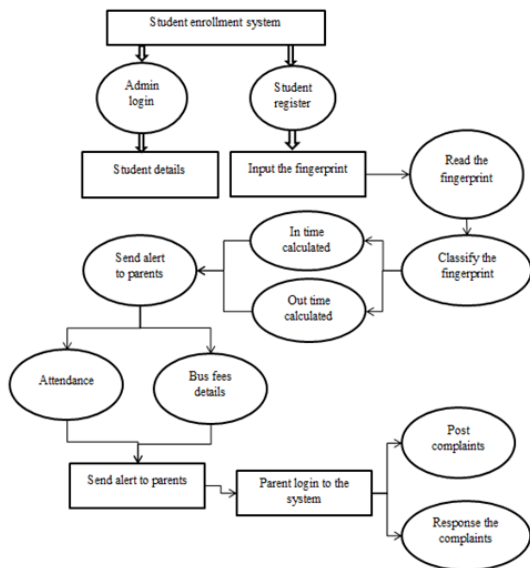 Student enrollment system
Admin
login
Student
register
Student details
Input the fingerprint
Read the
fingerprint
In time
calculated
Send alert
to parents
Classify the
fingerprint
Out time
calculated
Attendance
Bus fees
details
Post
complaints
Send alert to parents
Parent login to the
system
Response the
complaints